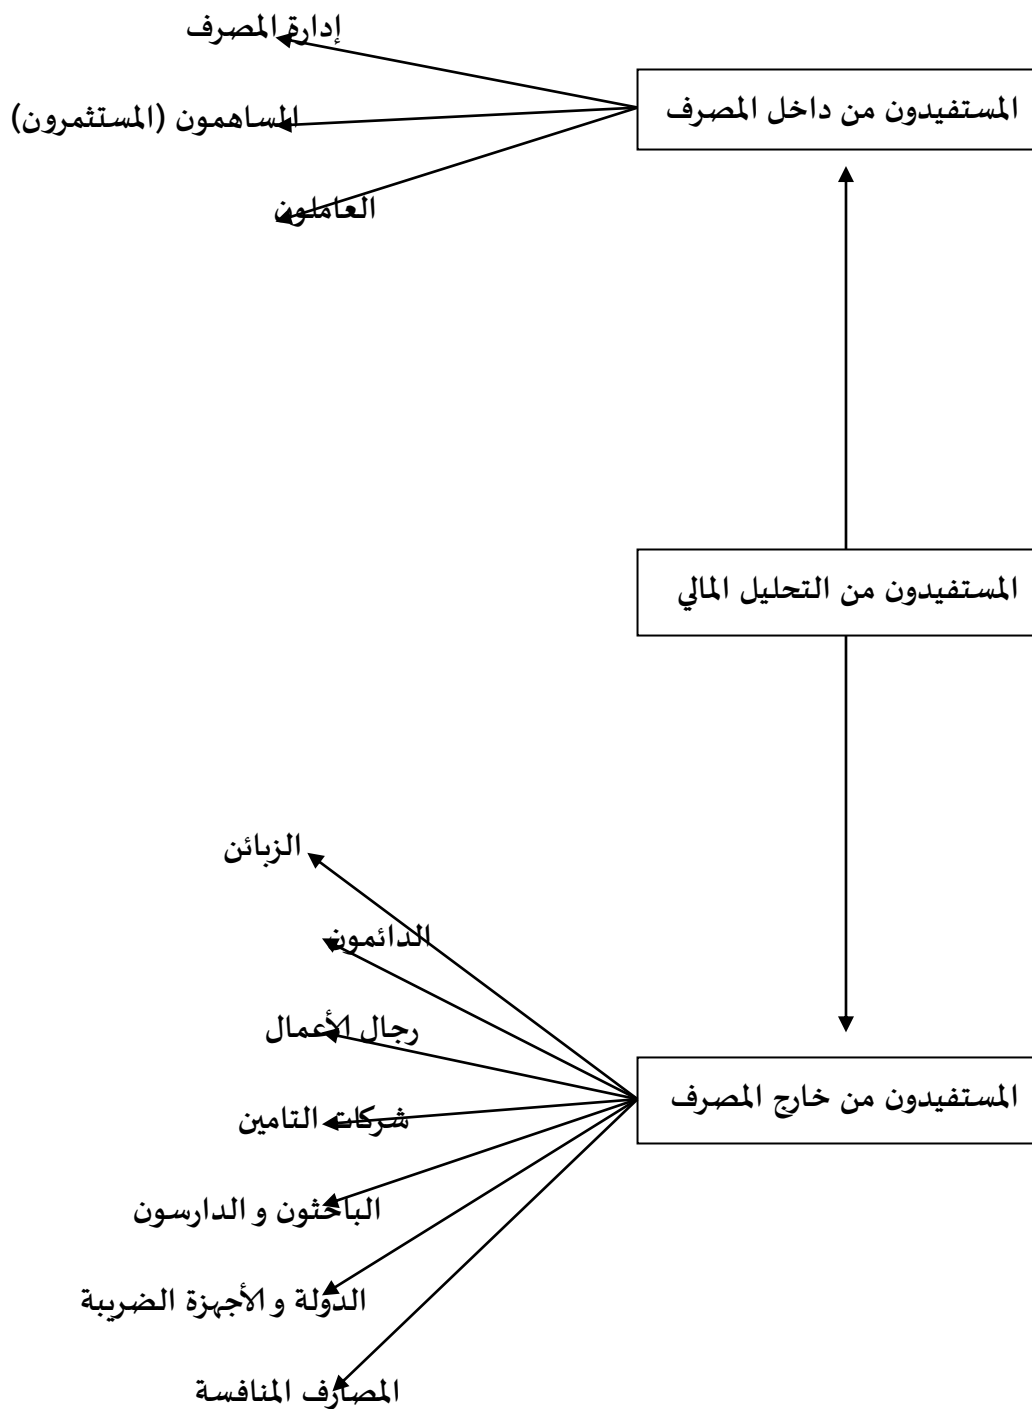 إدارة المصرف
المستفيدون من داخل المصرف
المساهمون (المستثمرون)
العاملون
المستفيدون من التحليل المالي
الزبائن
الدائمون
رجال الأعمال
المستفيدون من خارج المصرف
شركات التامين
الباحثون و الدارسون
الدولة و الأجهزة الضريبة
المصارف المنافسة